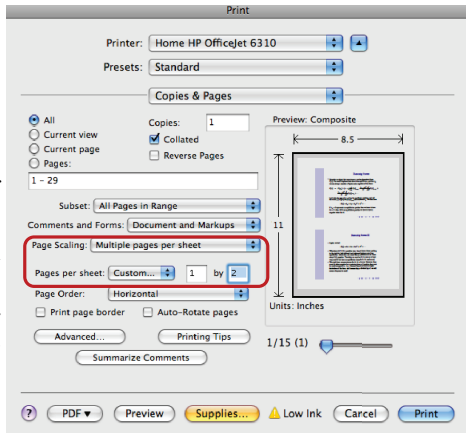 Print
Printer: Home HP OfficeJet 6310
Presets: Standard
Copies & Pages
All
Current view
Current page
Pages:
1 - 29
Copies: 1
Collated
Reverse Pages
Subset: All Pages in Range
Comments and Forms: Document and Markups
Page Scaling: Multiple pages per sheet
Pages per sheet: Custom... 1 by 2
Page Order: Horizontal
Print page border Auto-Rotate pages
Advanced... Printing Tips
Summarize Comments
Preview: Composite
8.5
11
Units: Inches
1/15 (1)
? PDF ▼ Preview Supplies... Low Ink Cancel Print